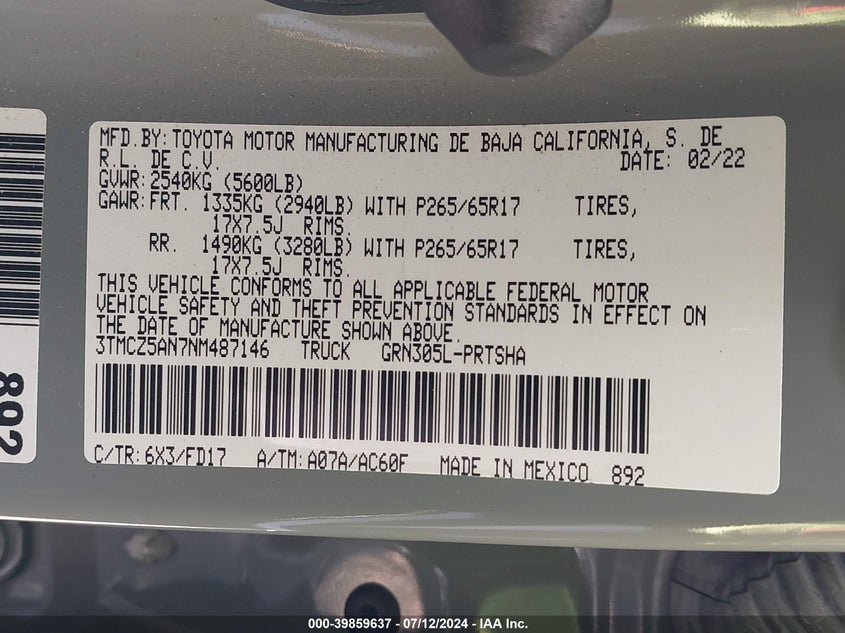 MFD.BY:TOYOTA MOTOR MANUFACTURING DE BAJA CALIFORNIA, S. DE
R.L. DE C.V. DATE: 02/22
GVWR:2540KG (5600LB)
GAWR:FRT. 1335KG (2940LB) WITH P265/65R17 TIRES,
17X7.5J RIMS.
RR. 1490KG (3280LB) WITH P265/65R17 TIRES,
17X7.5J RIMS.
THIS VEHICLE CONFORMS TO ALL APPLICABLE FEDERAL MOTOR
VEHICLE SAFETY AND THEFT PREVENTION STANDARDS IN EFFECT ON
THE DATE OF MANUFACTURE SHOWN ABOVE.
3TMCZ5AN7NM487146 TRUCK GRN305L-PRTSHA
C/TR:6X3/FD17 A/TM:A07A/AC60F MADE IN MEXICO 892
892
000-39859637 - 07/12/2024 - IAA Inc.